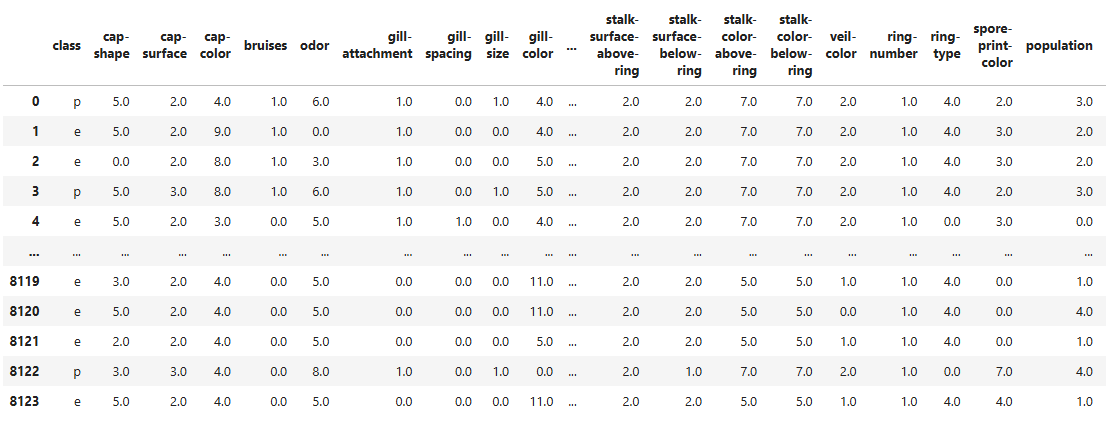 class cap-shape cap-surface cap-color bruises odor gill-attachment gill-spacing gill-size gill-color ... stalk-surface-above-ring stalk-surface-below-ring stalk-color-above-ring stalk-color-below-ring veil-color ring-number ring-type spore-print-color population
0 p 5.0 2.0 4.0 1.0 6.0 1.0 0.0 1.0 4.0 ... 2.0 2.0 7.0 7.0 2.0 1.0 4.0 2.0 3.0
1 e 5.0 2.0 9.0 1.0 0.0 1.0 0.0 0.0 4.0 ... 2.0 2.0 7.0 7.0 2.0 1.0 4.0 3.0 2.0
2 e 0.0 2.0 8.0 1.0 3.0 1.0 0.0 0.0 5.0 ... 2.0 2.0 7.0 7.0 2.0 1.0 4.0 3.0 2.0
3 p 5.0 3.0 8.0 1.0 6.0 1.0 0.0 1.0 5.0 ... 2.0 2.0 7.0 7.0 2.0 1.0 4.0 2.0 3.0
4 e 5.0 2.0 3.0 0.0 5.0 1.0 1.0 0.0 4.0 ... 2.0 2.0 7.0 7.0 2.0 1.0 0.0 3.0 0.0
... ... ... ... ... ... ... ... ... ... ... ... ... ... ... ... ... ... ... ... ...
8119 e 3.0 2.0 4.0 0.0 5.0 0.0 0.0 0.0 11.0 ... 2.0 2.0 5.0 5.0 1.0 1.0 4.0 0.0 1.0
8120 e 5.0 2.0 4.0 0.0 5.0 0.0 0.0 0.0 11.0 ... 2.0 2.0 5.0 5.0 0.0 1.0 4.0 0.0 4.0
8121 e 2.0 2.0 4.0 0.0 5.0 0.0 0.0 0.0 5.0 ... 2.0 2.0 5.0 5.0 1.0 1.0 4.0 0.0 1.0
8122 p 3.0 3.0 4.0 0.0 8.0 1.0 0.0 1.0 0.0 ... 2.0 1.0 7.0 7.0 2.0 1.0 0.0 7.0 4.0
8123 e 5.0 2.0 4.0 0.0 5.0 0.0 0.0 0.0 11.0 ... 2.0 2.0 5.0 5.0 1.0 1.0 4.0 4.0 1.0